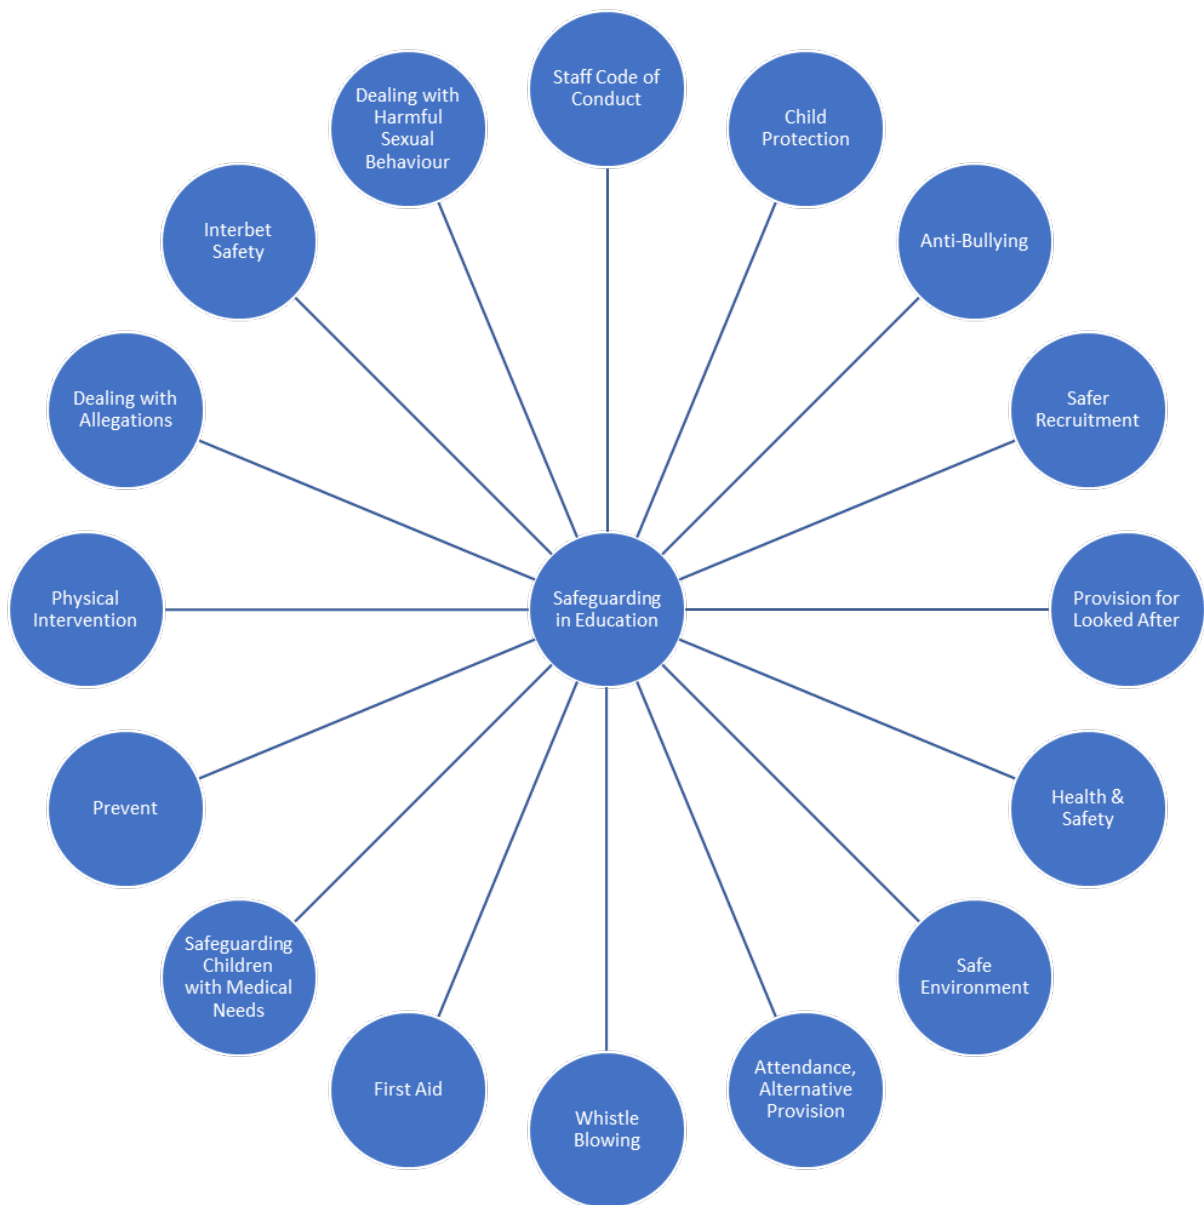 Staff Code of
Conduct
Child
Protection
Anti-Bullying
Safer
Recruitment
Provision for
Looked After
Health &
Safety
Safe
Environment
Attendance,
Alternative
Provision
Whistle
Blowing
First Aid
Safeguarding
Children
with Medical
Needs
Prevent
Physical
Intervention
Dealing with
Allegations
Interbet
Safety
Dealing with
Harmful
Sexual
Behaviour
Safeguarding
in Education